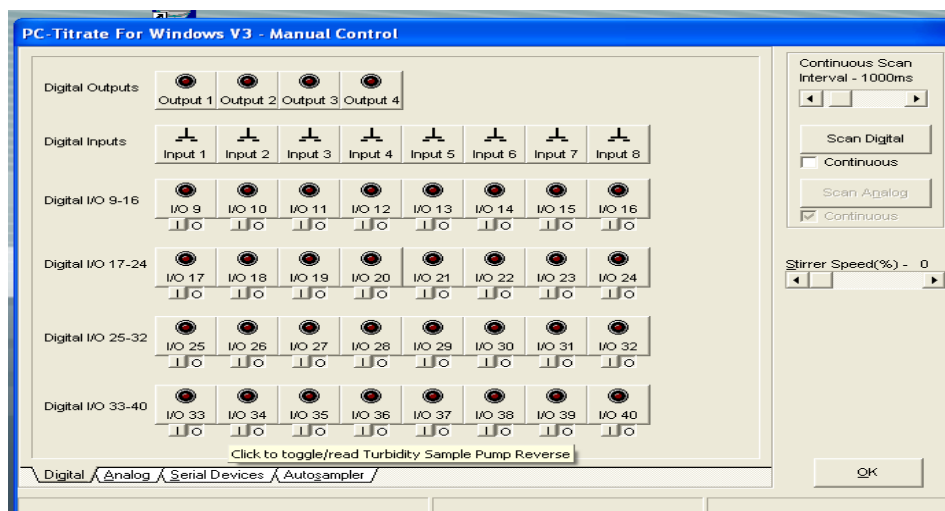 PC-Titrate For Windows V3 - Manual Control
Digital Outputs
Output 1 Output 2 Output 3 Output 4
Digital Inputs
Input 1 Input 2 Input 3 Input 4 Input 5 Input 6 Input 7 Input 8
Digital I/O 9-16
I/O 9 I/O 10 I/O 11 I/O 12 I/O 13 I/O 14 I/O 15 I/O 16
I O I O I O I O I O I O I O I O
Digital I/O 17-24
I/O 17 I/O 18 I/O 19 I/O 20 I/O 21 I/O 22 I/O 23 I/O 24
I O I O I O I O I O I O I O I O
Digital I/O 25-32
I/O 25 I/O 26 I/O 27 I/O 28 I/O 29 I/O 30 I/O 31 I/O 32
I O I O I O I O I O I O I O I O
Digital I/O 33-40
I/O 33 I/O 34 I/O 35 I/O 36 I/O 37 I/O 38 I/O 39 I/O 40
I O I O I O I O I O I O I O I O
Click to toggle/read Turbidity Sample Pump Reverse
Digital Analog Serial Devices Autosampler
Continuous Scan
Interval - 1000ms
Scan Digital
Continuous
Scan Analog
Continuous
Stirrer Speed(%) - 0
OK